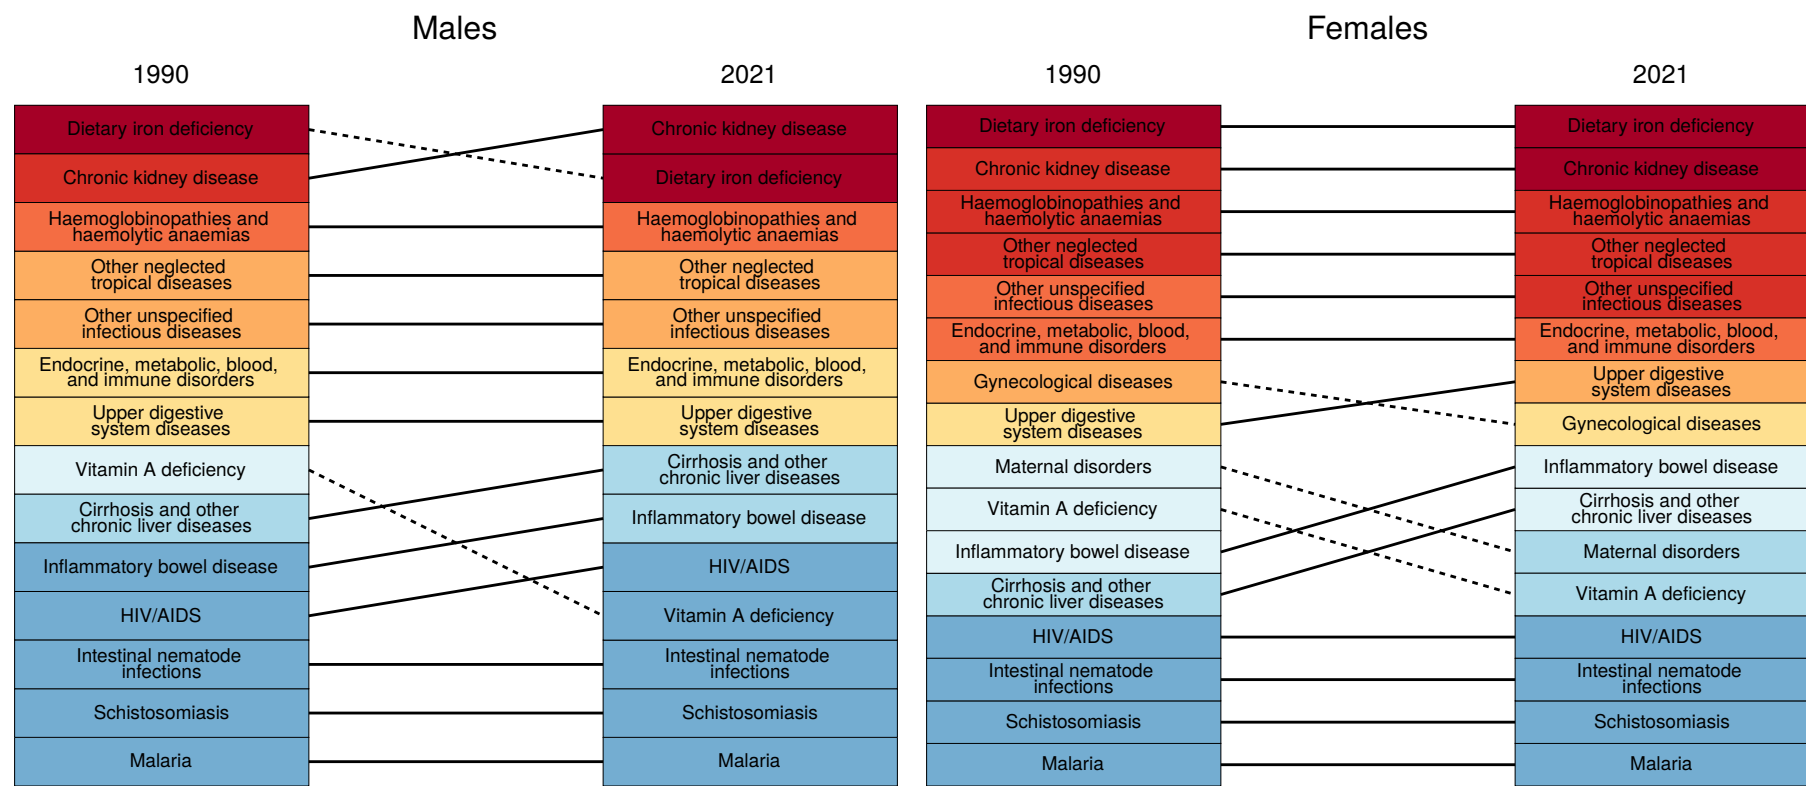 Males
1990
2021
Dietary iron deficiency
Chronic kidney disease
Haemoglobinopathies and
haemolytic anaemias
Other neglected
tropical diseases
Other unspecified
infectious diseases
Endocrine, metabolic, blood,
and immune disorders
Upper digestive
system diseases
Vitamin A deficiency
Cirrhosis and other
chronic liver diseases
Inflammatory bowel disease
HIV/AIDS
Intestinal nematode
infections
Schistosomiasis
Malaria
Chronic kidney disease
Dietary iron deficiency
Haemoglobinopathies and
haemolytic anaemias
Other neglected
tropical diseases
Other unspecified
infectious diseases
Endocrine, metabolic, blood,
and immune disorders
Upper digestive
system diseases
Cirrhosis and other
chronic liver diseases
Inflammatory bowel disease
HIV/AIDS
Vitamin A deficiency
Intestinal nematode
infections
Schistosomiasis
Malaria
Females
1990
2021
Dietary iron deficiency
Chronic kidney disease
Haemoglobinopathies and
haemolytic anaemias
Other neglected
tropical diseases
Other unspecified
infectious diseases
Endocrine, metabolic, blood,
and immune disorders
Gynecological diseases
Upper digestive
system diseases
Maternal disorders
Vitamin A deficiency
Inflammatory bowel disease
Cirrhosis and other
chronic liver diseases
HIV/AIDS
Intestinal nematode
infections
Schistosomiasis
Malaria
Dietary iron deficiency
Chronic kidney disease
Haemoglobinopathies and
haemolytic anaemias
Other neglected
tropical diseases
Other unspecified
infectious diseases
Endocrine, metabolic, blood,
and immune disorders
Upper digestive
system diseases
Gynecological diseases
Inflammatory bowel disease
Cirrhosis and other
chronic liver diseases
Maternal disorders
Vitamin A deficiency
HIV/AIDS
Intestinal nematode
infections
Schistosomiasis
Malaria